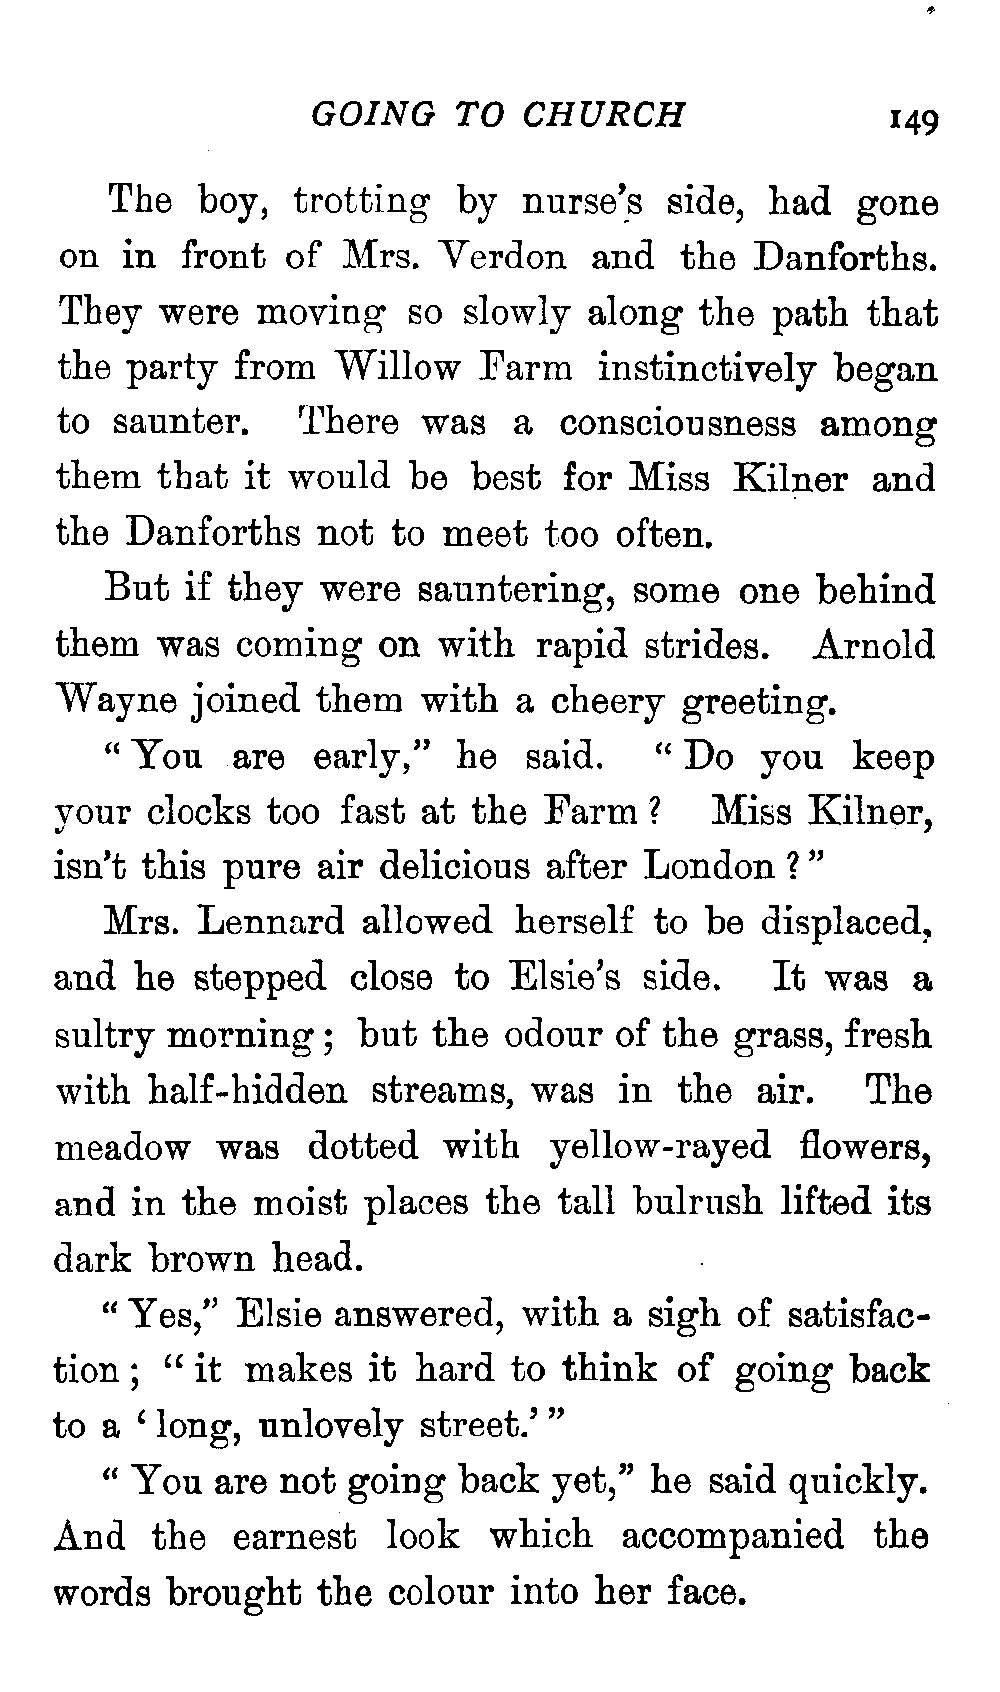 GOING TO CHURCH 149
The boy, trotting by nurse's side, had gone
on in front of Mrs. Verdon and the Danforths.
They were moving so slowly along the path that
the party from Willow Farm instinctively began
to saunter. There was a consciousness among
them that it would be best for Miss Kilner and
the Danforths not to meet too often.
But if they were sauntering, some one behind
them was coming on with rapid strides. Arnold
Wayne joined them with a cheery greeting.
“You are early,” he said. “Do you keep
your clocks too fast at the Farm? Miss Kilner,
isn't this pure air delicious after London?”
Mrs. Lennard allowed herself to be displaced,
and he stepped close to Elsie's side. It was a
sultry morning; but the odour of the grass, fresh
with half-hidden streams, was in the air. The
meadow was dotted with yellow-rayed flowers,
and in the moist places the tall bulrush lifted its
dark brown head.
“Yes,” Elsie answered, with a sigh of satisfac-
tion; “it makes it hard to think of going back
to a ‘long, unlovely street.’”
“You are not going back yet,” he said quickly.
And the earnest look which accompanied the
words brought the colour into her face.